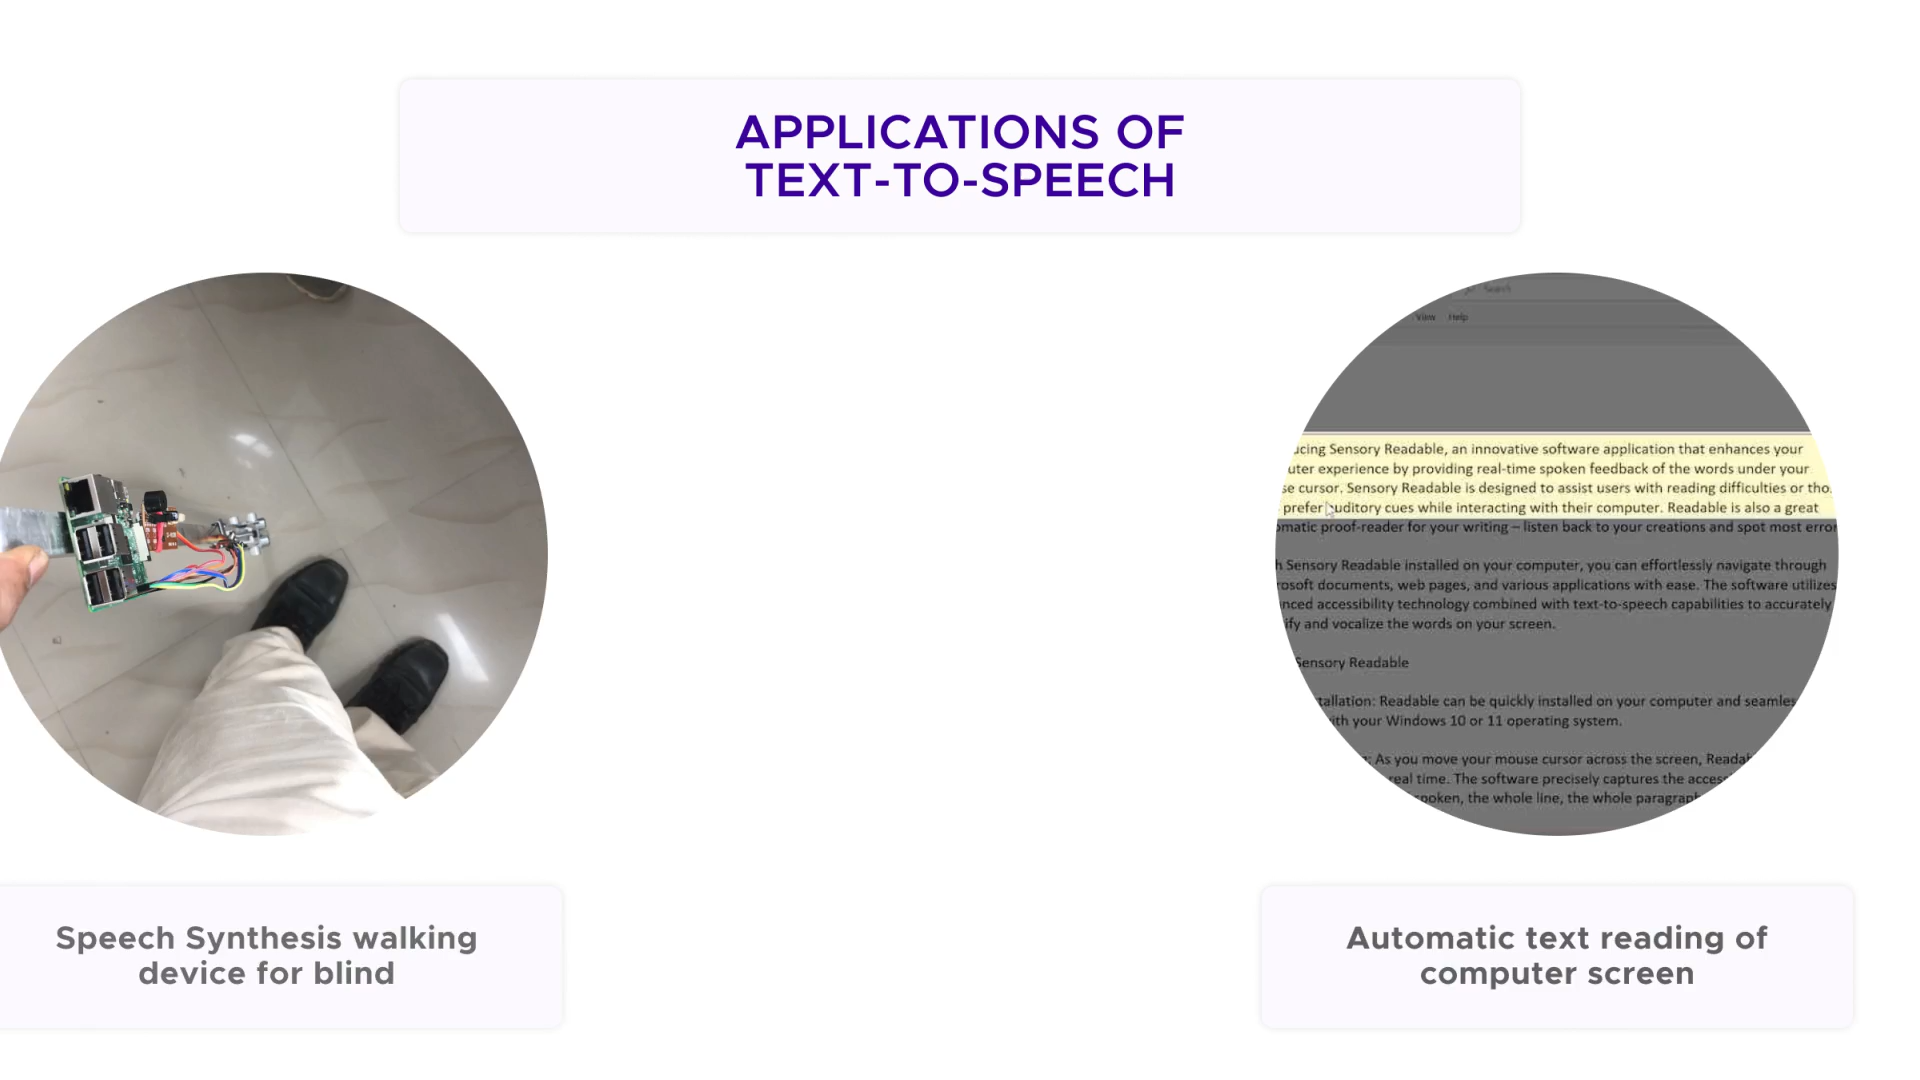 APPLICATIONS OF
TEXT-TO-SPEECH
Search
View Help
ucing Sensory Readable, an innovative software application that enhances your
uter experience by providing real-time spoken feedback of the words under your
se cursor. Sensory Readable is designed to assist users with reading difficulties or tho
prefer auditory cues while interacting with their computer. Readable is also a great
omatic proof-reader for your writing – listen back to your creations and spot most error
h Sensory Readable installed on your computer, you can effortlessly navigate through
rosoft documents, web pages, and various applications with ease. The software utilizes
nced accessibility technology combined with text-to-speech capabilities to accurately
ify and vocalize the words on your screen.
Sensory Readable
tallation: Readable can be quickly installed on your computer and seamles
ith your Windows 10 or 11 operating system.
: As you move your mouse cursor across the screen, Readab
real time. The software precisely captures the access
poken, the whole line, the whole paragraph
Speech Synthesis walking
device for blind
Automatic text reading of
computer screen